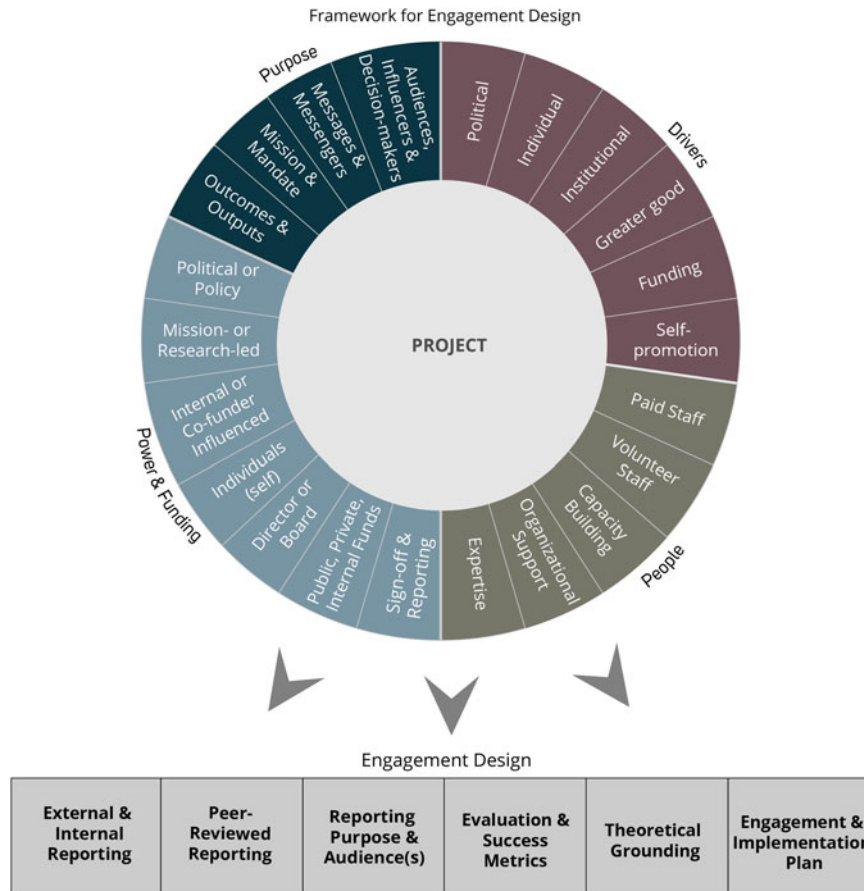 Framework for Engagement Design
Purpose
Audiences,
Influencers &
Decision-makers
Messages &
Messengers
Mission &
Mandate
Outcomes &
Outputs
Drivers
Political
Individual
Institutional
Greater good
Funding
Self-
promotion
PROJECT
Power & Funding
Political or
Policy
Mission- or
Research-led
Internal or
Co-funder
Influenced
Individuals
(self)
Director or
Board
Public, Private,
Internal Funds
Sign-off &
Reporting
People
Paid Staff
Volunteer
Staff
Capacity
Building
Organizational
Support
Expertise
Engagement Design
External &
Internal
Reporting
Peer-
Reviewed
Reporting
Reporting
Purpose &
Audience(s)
Evaluation &
Success
Metrics
Theoretical
Grounding
Engagement &
Implementation
Plan